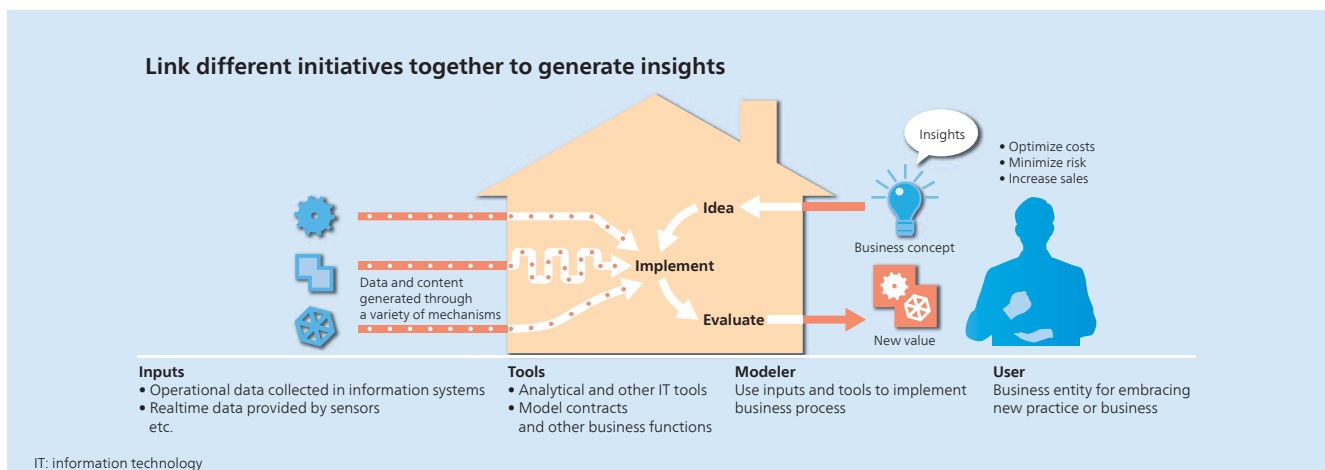 Link different initiatives together to generate insights
Insights
• Optimize costs
• Minimize risk
• Increase sales
Idea
Business concept
Implement
Data and content
generated through
a variety of mechanisms
Evaluate
New value
Inputs
• Operational data collected in information systems
• Realtime data provided by sensors
etc.
Tools
• Analytical and other IT tools
• Model contracts
and other business functions
Modeler
Use inputs and tools to implement
business process
User
Business entity for embracing
new practice or business
IT: information technology